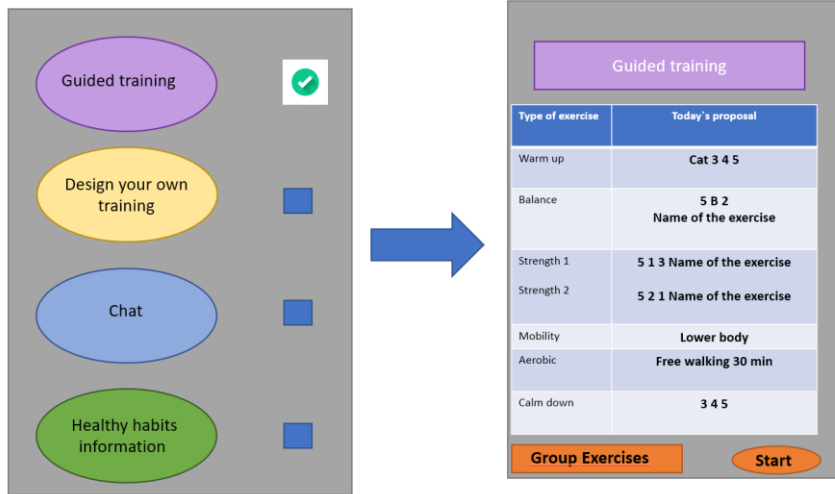 Guided training
Design your own
training
Chat
Healthy habits
information
Guided training
Type of exercise Today`s proposal
Warm up Cat 3 4 5
Balance 5 B 2
Name of the exercise
Strength 1 5 1 3 Name of the exercise
Strength 2 5 2 1 Name of the exercise
Mobility Lower body
Aerobic Free walking 30 min
Calm down 3 4 5
Group Exercises Start